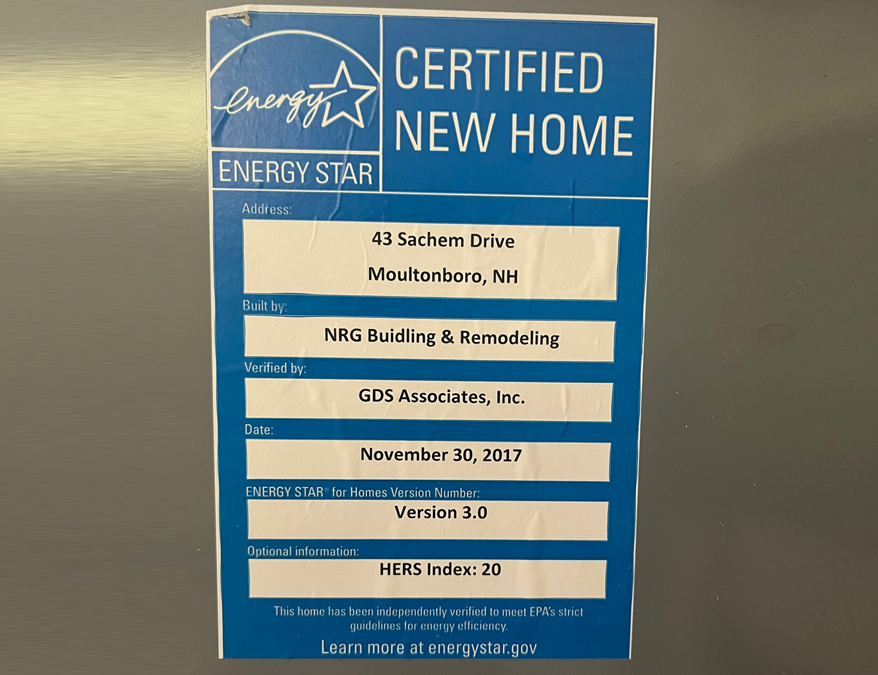 energy
ENERGY STAR
CERTIFIED
NEW HOME
Address:
43 Sachem Drive
Moultonboro, NH
Built by:
NRG Buidling & Remodeling
Verified by:
GDS Associates, Inc.
Date:
November 30, 2017
ENERGY STAR® for Homes Version Number:
Version 3.0
Optional information:
HERS Index: 20
This home has been independently verified to meet EPA's strict
guidelines for energy efficiency.
Learn more at energystar.gov